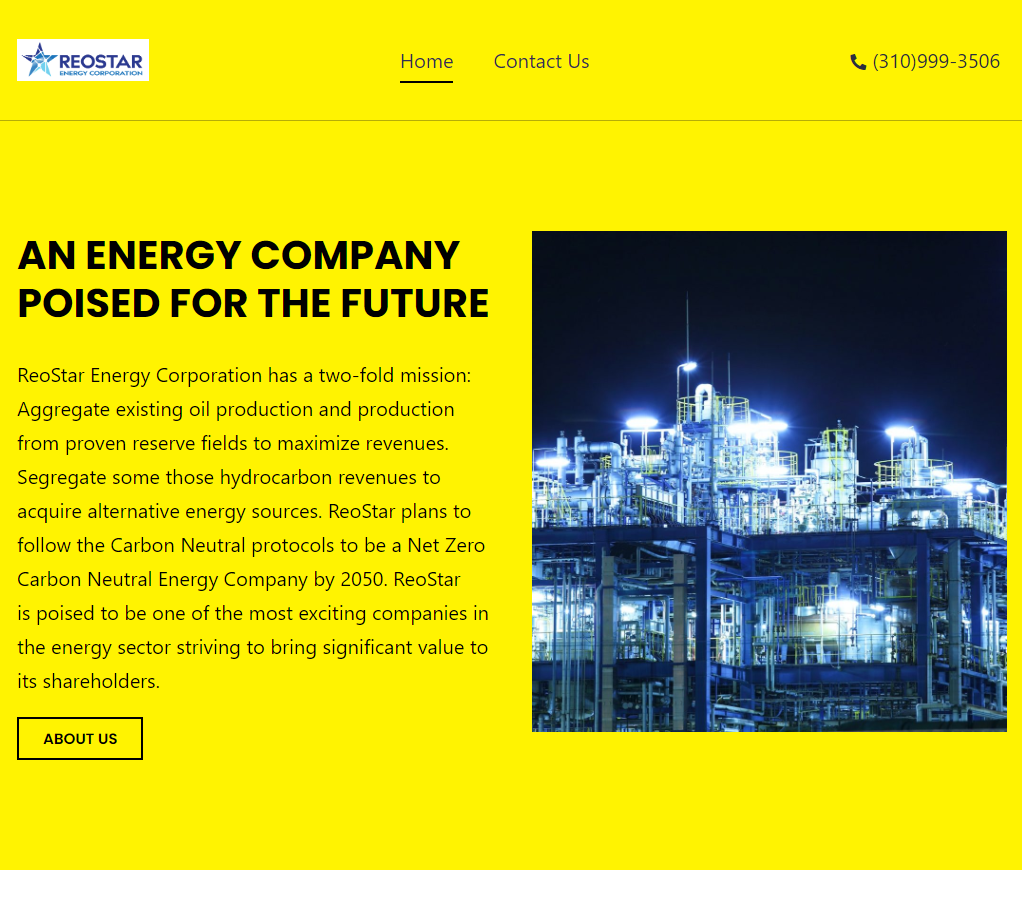 REOSTAR
ENERGY CORPORATION
Home
Contact Us
(310)999-3506
AN ENERGY COMPANY
POISED FOR THE FUTURE
ReoStar Energy Corporation has a two-fold mission:
Aggregate existing oil production and production
from proven reserve fields to maximize revenues.
Segregate some those hydrocarbon revenues to
acquire alternative energy sources. ReoStar plans to
follow the Carbon Neutral protocols to be a Net Zero
Carbon Neutral Energy Company by 2050. ReoStar
is poised to be one of the most exciting companies in
the energy sector striving to bring significant value to
its shareholders.
ABOUT US